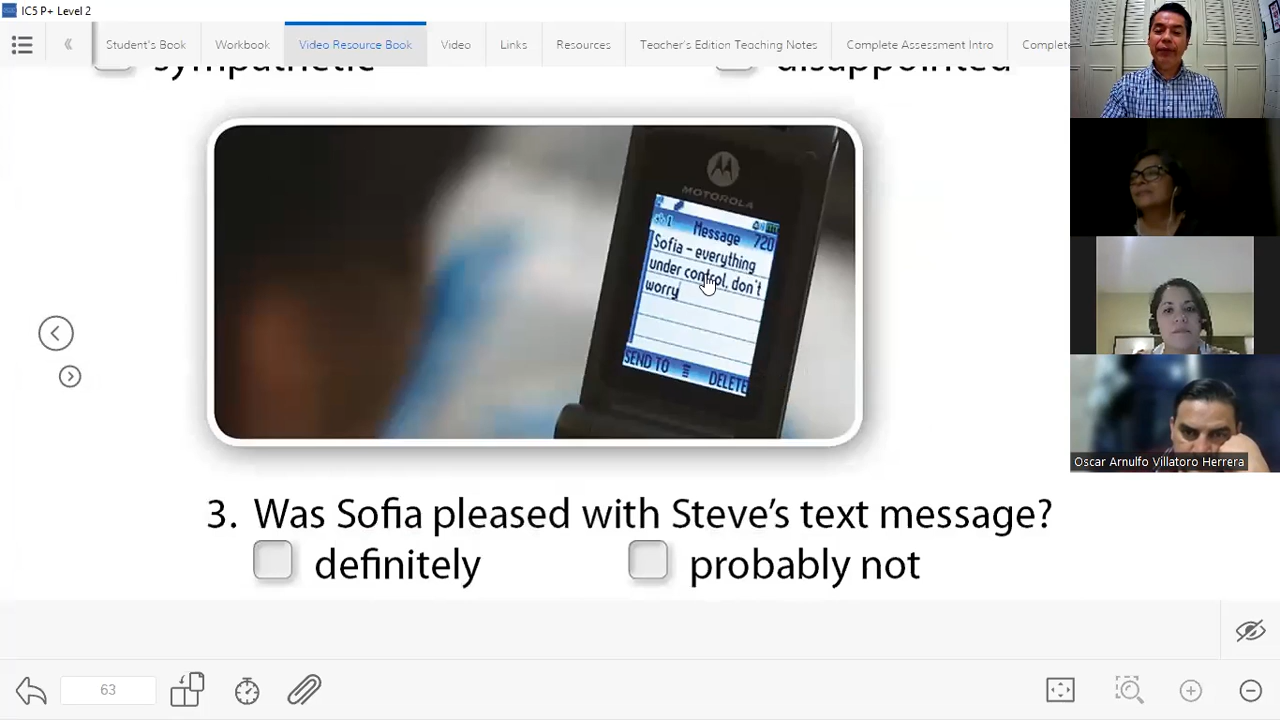 IC5 P+ Level 2
Student's Book Workbook Video Resource Book Video Links Resources Teacher's Edition Teaching Notes Complete Assessment Intro Complete
sympathetic disappointed
MOTOROLA
Message 720
Sofia - everything
under control, don't
worry
SEND TO DELETE
3. Was Sofia pleased with Steve's text message?
definitely probably not
Oscar Arnulfo Villatoro Herrera
63